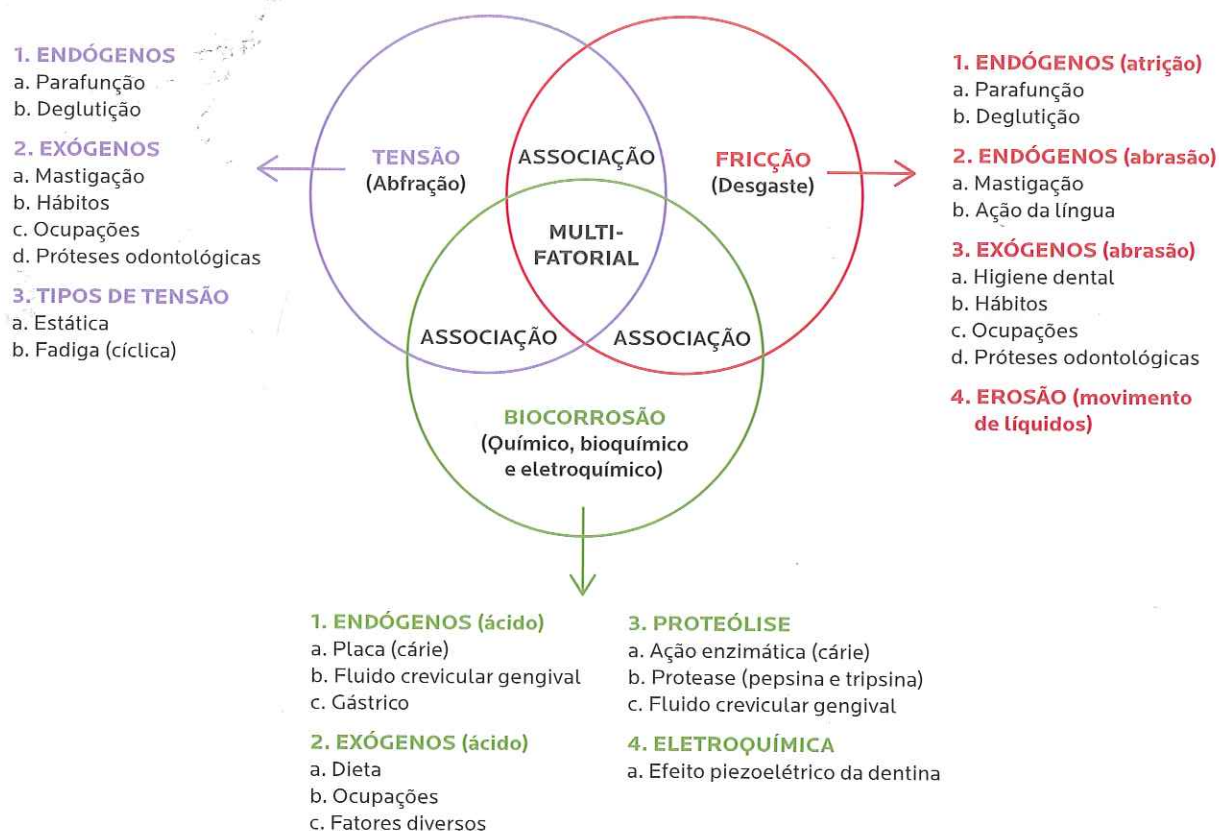 1. ENDÓGENOS
a. Parafunção
b. Deglutição
2. EXÓGENOS
a. Mastigação
b. Hábitos
c. Ocupações
d. Próteses odontológicas
3. TIPOS DE TENSÃO
a. Estática
b. Fadiga (cíclica)
TENSÃO
(Abfração)
ASSOCIAÇÃO
FRICÇÃO
(Desgaste)
MULTI-
FATORIAL
ASSOCIAÇÃO
ASSOCIAÇÃO
BIOCORROSÃO
(Químico, bioquímico
e eletroquímico)
1. ENDÓGENOS (atrição)
a. Parafunção
b. Deglutição
2. ENDÓGENOS (abrasão)
a. Mastigação
b. Ação da língua
3. EXÓGENOS (abrasão)
a. Higiene dental
b. Hábitos
c. Ocupações
d. Próteses odontológicas
4. EROSÃO (movimento
de líquidos)
1. ENDÓGENOS (ácido)
a. Placa (cárie)
b. Fluido crevicular gengival
c. Gástrico
2. EXÓGENOS (ácido)
a. Dieta
b. Ocupações
c. Fatores diversos
3. PROTEÓLISE
a. Ação enzimática (cárie)
b. Protease (pepsina e tripsina)
c. Fluido crevicular gengival
4. ELETROQUÍMICA
a. Efeito piezoelétrico da dentina